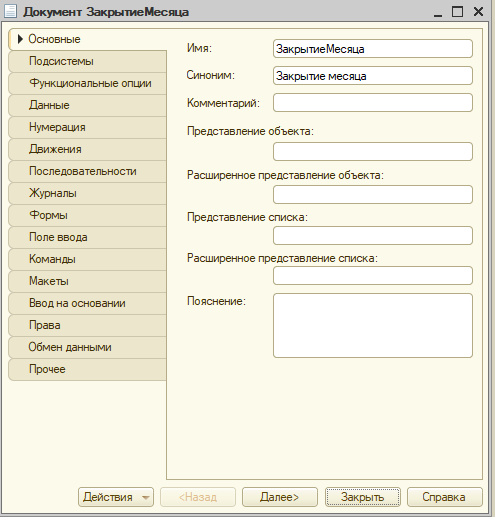 Документ ЗакрытиеМесяца
Основные
Подсистемы
Функциональные опции
Данные
Нумерация
Движения
Последовательности
Журналы
Формы
Поле ввода
Команды
Макеты
Ввод на основании
Права
Обмен данными
Прочее
Имя: ЗакрытиеМесяца
Синоним: Закрытие месяца
Комментарий:
Представление объекта:
Расширенное представление объекта:
Представление списка:
Расширенное представление списка:
Пояснение:
Действия <Назад Далее> Закрыть Справка